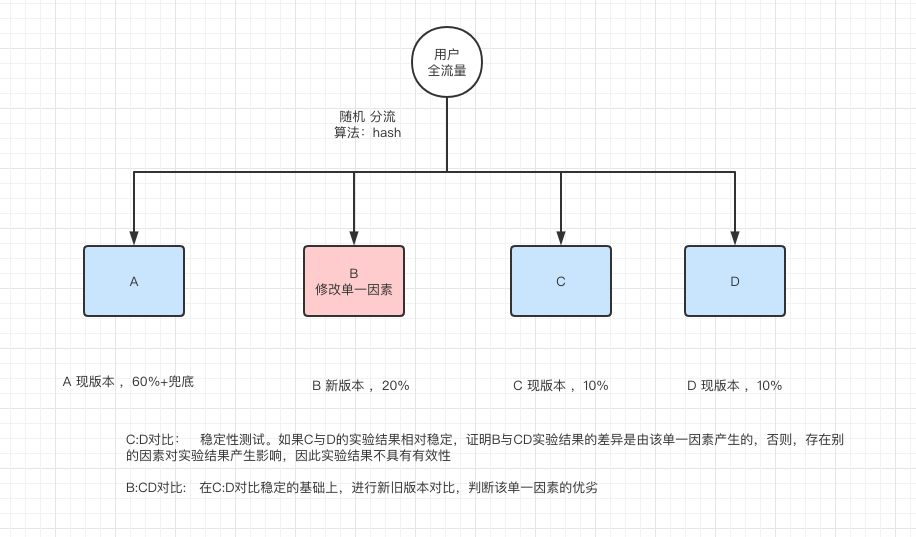 用户
全流量
随机 分流
算法：hash
A
B
修改单一因素
C
D
A 现版本 ，60%+兜底
B 新版本 ，20%
C 现版本 ，10%
D 现版本 ，10%
C:D对比： 稳定性测试。如果C与D的实验结果相对稳定，证明B与CD实验结果的差异是由该单一因素产生的，否则，存在别
的因素对实验结果产生影响，因此实验结果不具有有效性
B:CD对比: 在C:D对比稳定的基础上，进行新旧版本对比，判断该单一因素的优劣